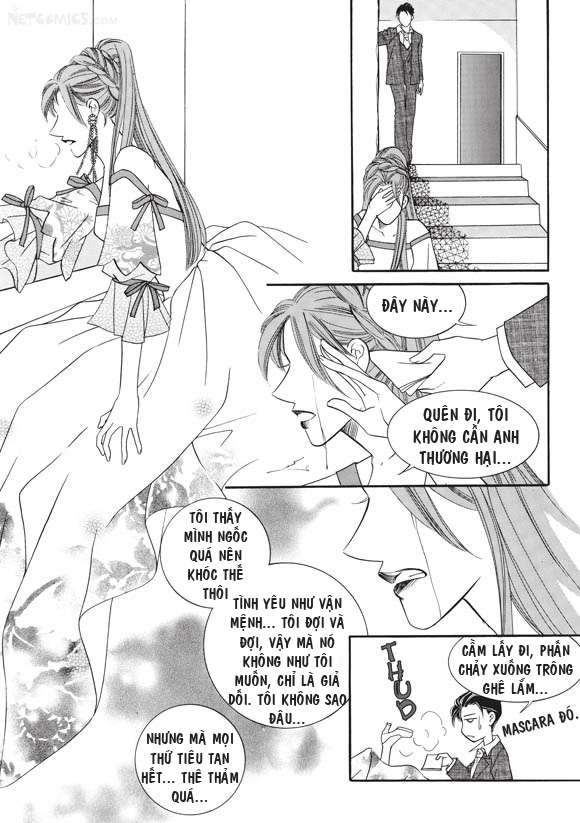 NETCOMICS.COM
ĐÂY NÀY...
QUÊN ĐI, TÔI
KHÔNG CẦN ANH
THƯƠNG HẠI...
TÔI THẤY
MÌNH NGỐC
QUÁ NÊN
KHÓC THẾ
THÔI
TÌNH YÊU NHƯ VẬN
MỆNH... TÔI ĐỢI VÀ
ĐỢI, VẬY MÀ NÓ
KHÔNG NHƯ TÔI
MUỐN, CHỈ LÀ GIẢ
DỐI. TÔI KHÔNG SAO
ĐÂU...
NHƯNG MÀ MỌI
THỨ TIÊU TAN
HẾT... THÊ THẢM
QUÁ...
THUD
CẦM LẤY ĐI, PHẤN
CHẢY XUỐNG TRÔNG
GHÊ LẮM...
MASCARA ĐÓ.